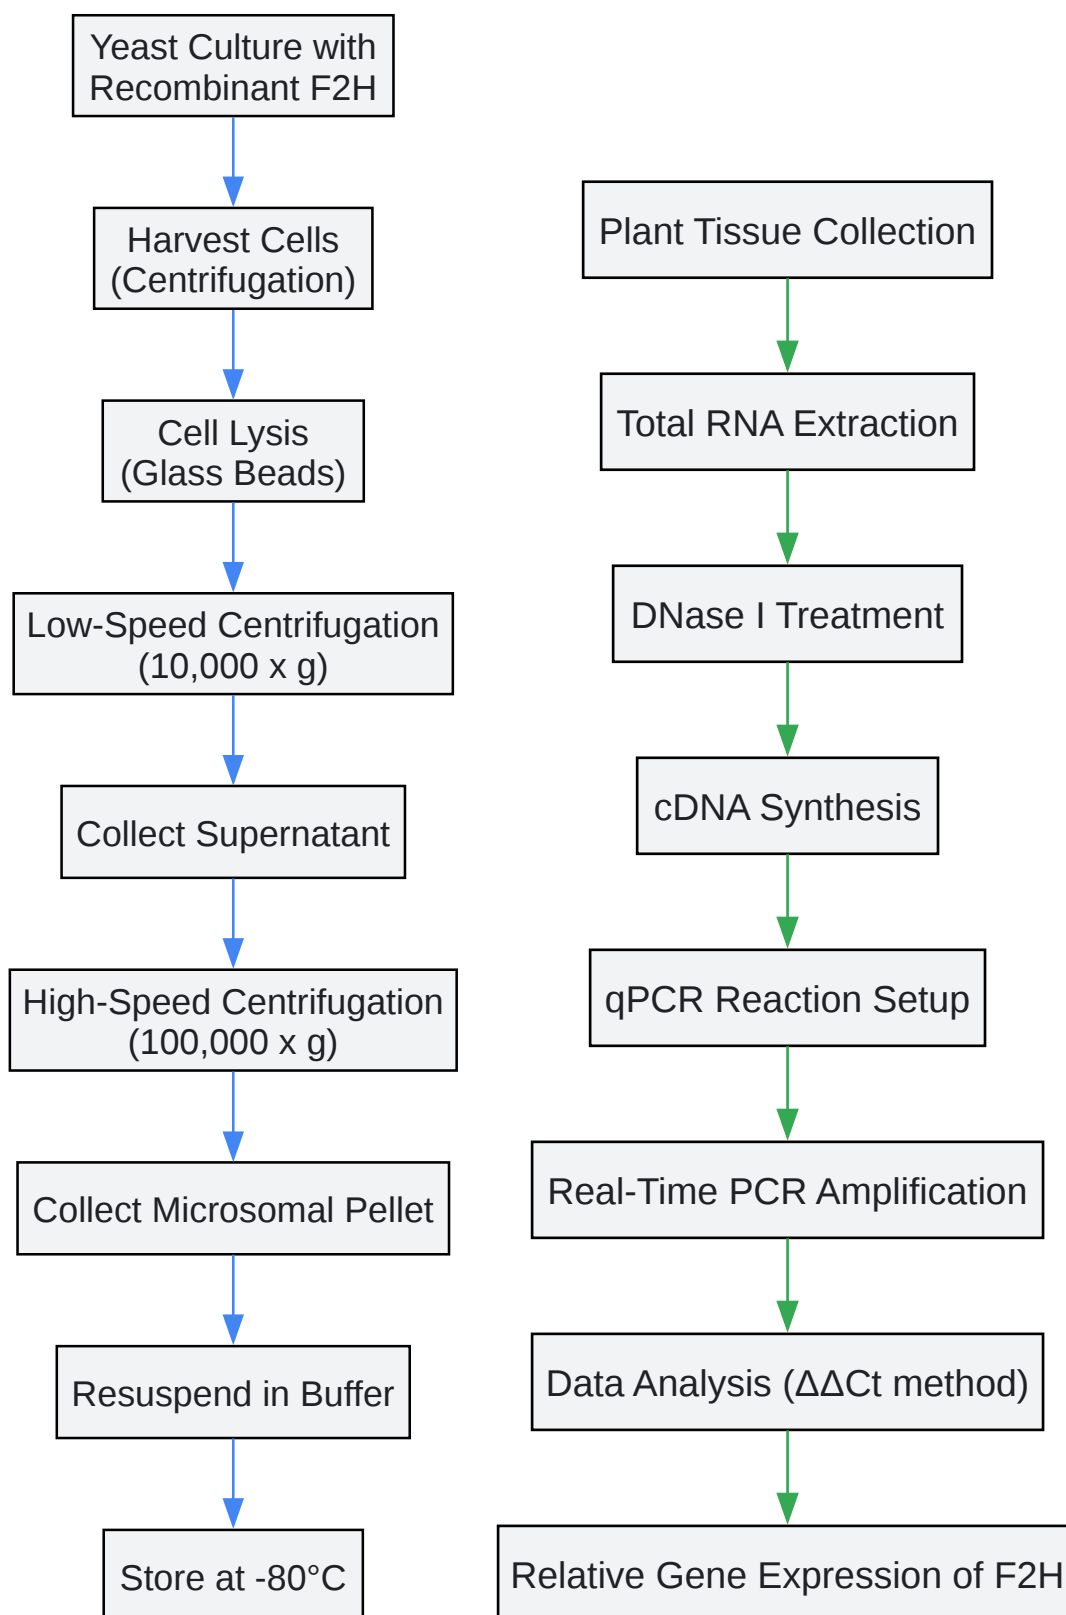 Yeast Culture with
Recombinant F2H
Harvest Cells
(Centrifugation)
Cell Lysis
(Glass Beads)
Low-Speed Centrifugation
(10,000 x g)
Collect Supernatant
High-Speed Centrifugation
(100,000 x g)
Collect Microsomal Pellet
Resuspend in Buffer
Store at -80°C
Plant Tissue Collection
Total RNA Extraction
DNase I Treatment
cDNA Synthesis
qPCR Reaction Setup
Real-Time PCR Amplification
Data Analysis (ΔΔCt method)
Relative Gene Expression of F2H